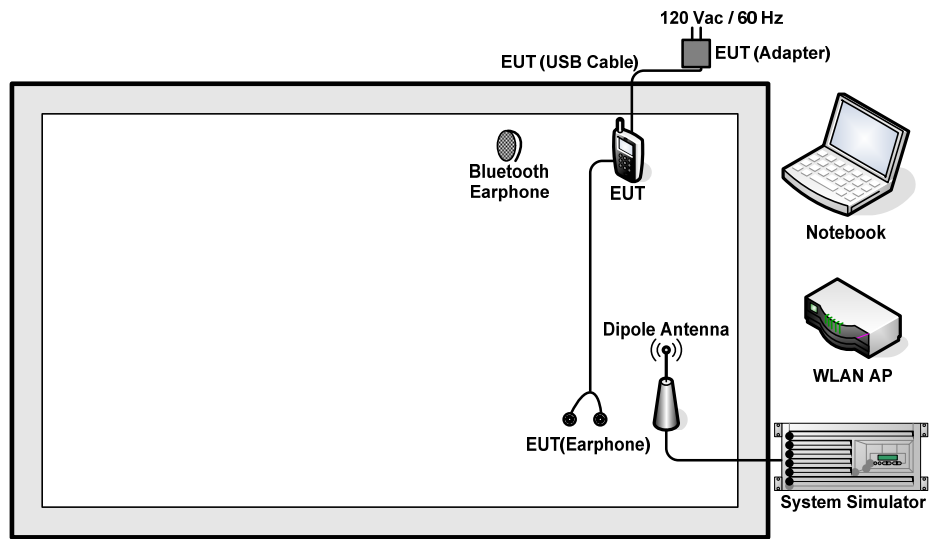 120 Vac / 60 Hz
EUT (Adapter)
EUT (USB Cable)
Bluetooth
Earphone
EUT
Notebook
Dipole Antenna
WLAN AP
EUT(Earphone)
System Simulator